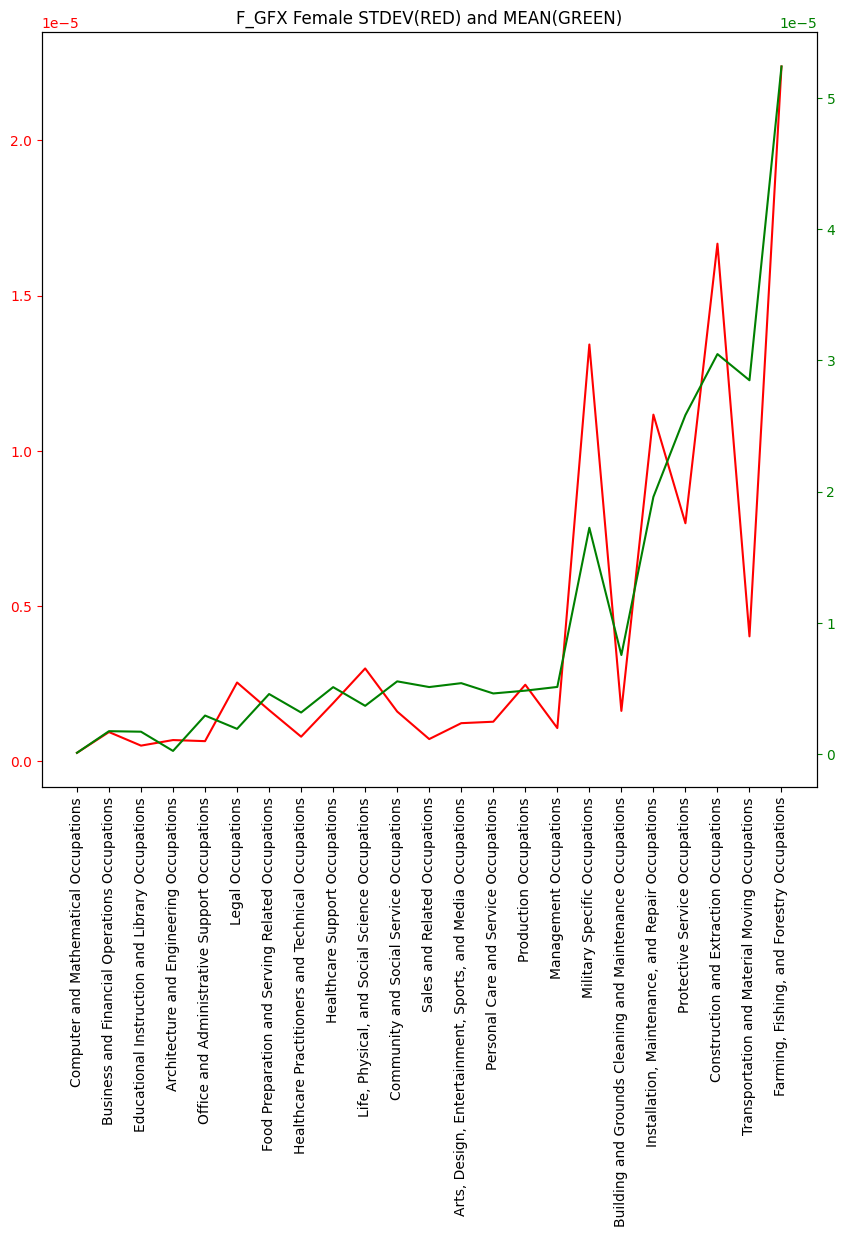 F_GFX Female STDEV(RED) and MEAN(GREEN)
1e−5
1e−5
2.0
1.5
1.0
0.5
0.0
5
4
3
2
1
0
Computer and Mathematical Occupations
Business and Financial Operations Occupations
Educational Instruction and Library Occupations
Architecture and Engineering Occupations
Office and Administrative Support Occupations
Legal Occupations
Food Preparation and Serving Related Occupations
Healthcare Practitioners and Technical Occupations
Healthcare Support Occupations
Life, Physical, and Social Science Occupations
Community and Social Service Occupations
Sales and Related Occupations
Arts, Design, Entertainment, Sports, and Media Occupations
Personal Care and Service Occupations
Production Occupations
Management Occupations
Military Specific Occupations
Building and Grounds Cleaning and Maintenance Occupations
Installation, Maintenance, and Repair Occupations
Protective Service Occupations
Construction and Extraction Occupations
Transportation and Material Moving Occupations
Farming, Fishing, and Forestry Occupations